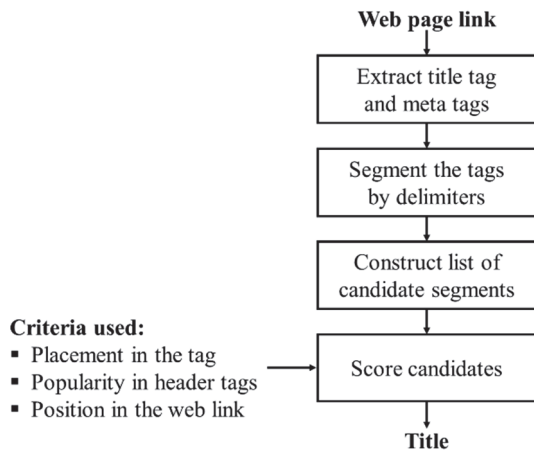 Web page link
Extract title tag
and meta tags
Segment the tags
by delimiters
Construct list of
candidate segments
Criteria used:
▪ Placement in the tag
▪ Popularity in header tags
▪ Position in the web link
Score candidates
Title